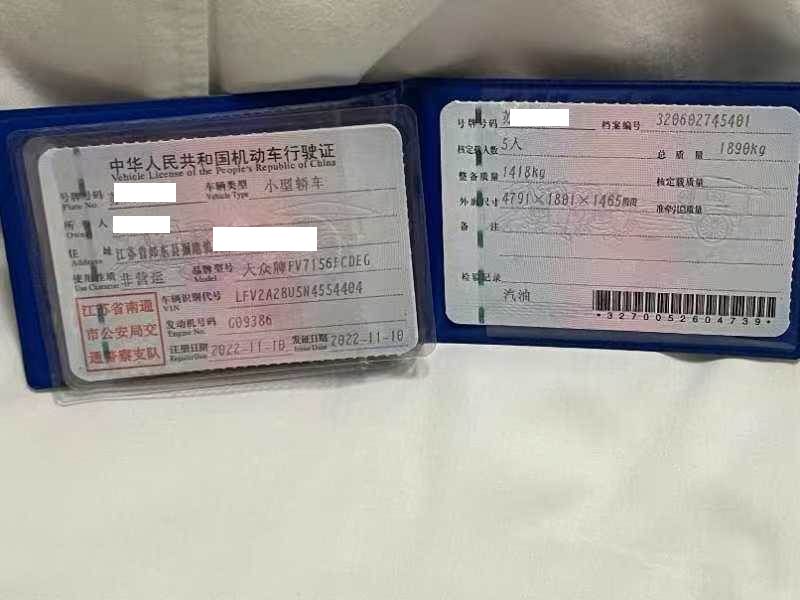 中华人民共和国机动车行驶证
Vehicle License of the People's Republic of China
号牌号码
Plate No.
车辆类型
Vehicle Type
小型轿车
所有人
Owner
住址
Address
江苏省如东县
使用性质
Use Character
非营运
品牌型号
Model
大众牌FV7156FCDEG
江苏省南通
市公安局交
通警察支队
车辆识别代号
VIN
LFV2A28U5N4554404
发动机号码
Engine No.
G09386
注册日期
Register Date
2022-11-10
发证日期
Issue Date
2022-11-10
号牌号码
档案编号
320602745401
核定载人数
5人
总质量
1890kg
整备质量
1418kg
核定载质量
外廓尺寸
4791×1801×1465mm
准牵引总质量
备注
检验记录
汽油
*3270052604739*